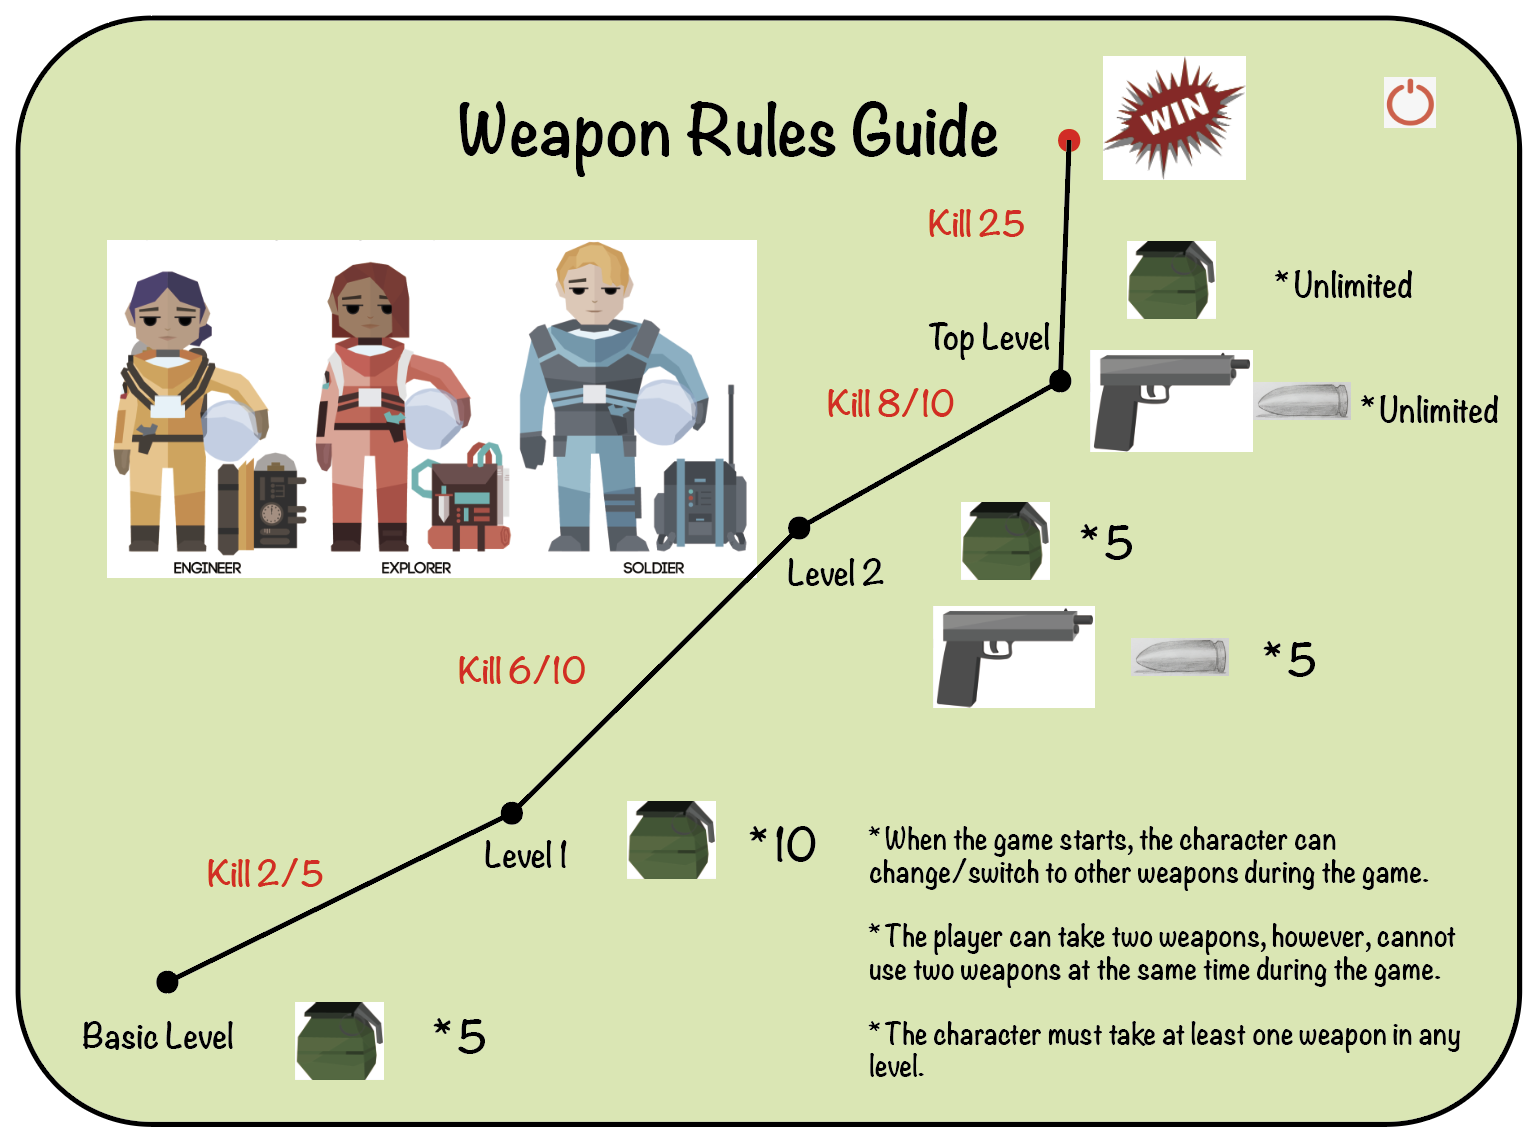 Weapon Rules Guide
WIN
Kill 25
*Unlimited
Top Level
Kill 8/10
*Unlimited
ENGINEER
EXPLORER
SOLDIER
*5
Level 2
Kill 6/10
*5
Level 1
*10
Kill 2/5
*When the game starts, the character can
change/switch to other weapons during the game.
*The player can take two weapons, however, cannot
use two weapons at the same time during the game.
*The character must take at least one weapon in any
level.
Basic Level
*5